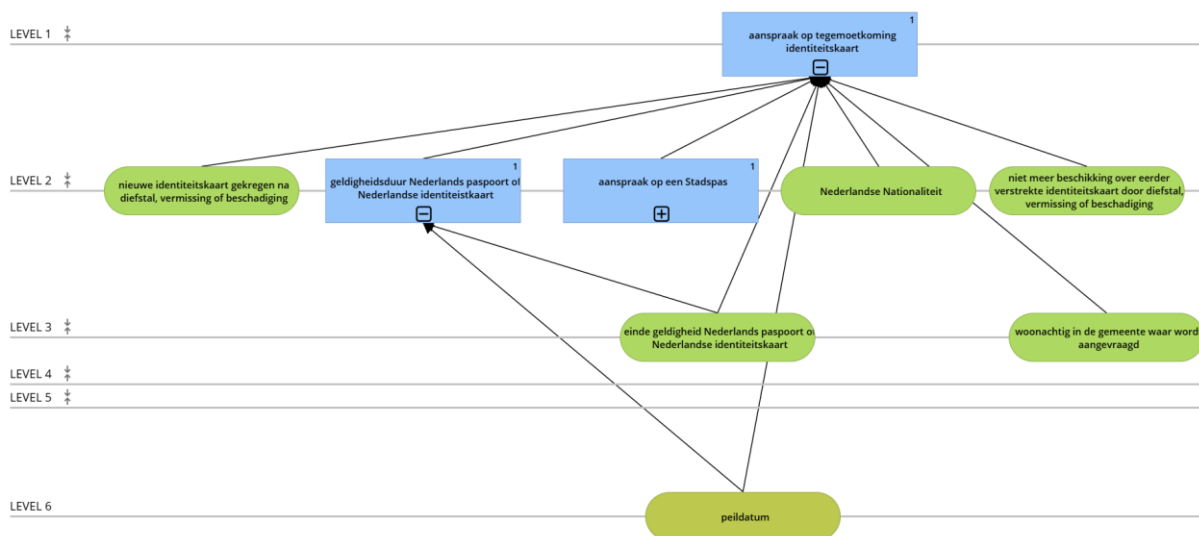 LEVEL 1
1
aanspraak op tegemoetkoming
identiteitskaart
LEVEL 2
nieuwe identiteitskaart gekregen na
diefstal, vermissing of beschadiging
1
geldigheidsduur Nederlands paspoort of
Nederlandse identiteistkaart
1
aanspraak op een Stadspas
Nederlandse Nationaliteit
niet meer beschikking over eerder
verstrekte identiteitskaart door diefstal,
vermissing of beschadiging
LEVEL 3
einde geldigheid Nederlands paspoort of
Nederlandse identiteitskaart
woonachtig in de gemeente waar wordt
aangevraagd
LEVEL 4
LEVEL 5
LEVEL 6
peildatum